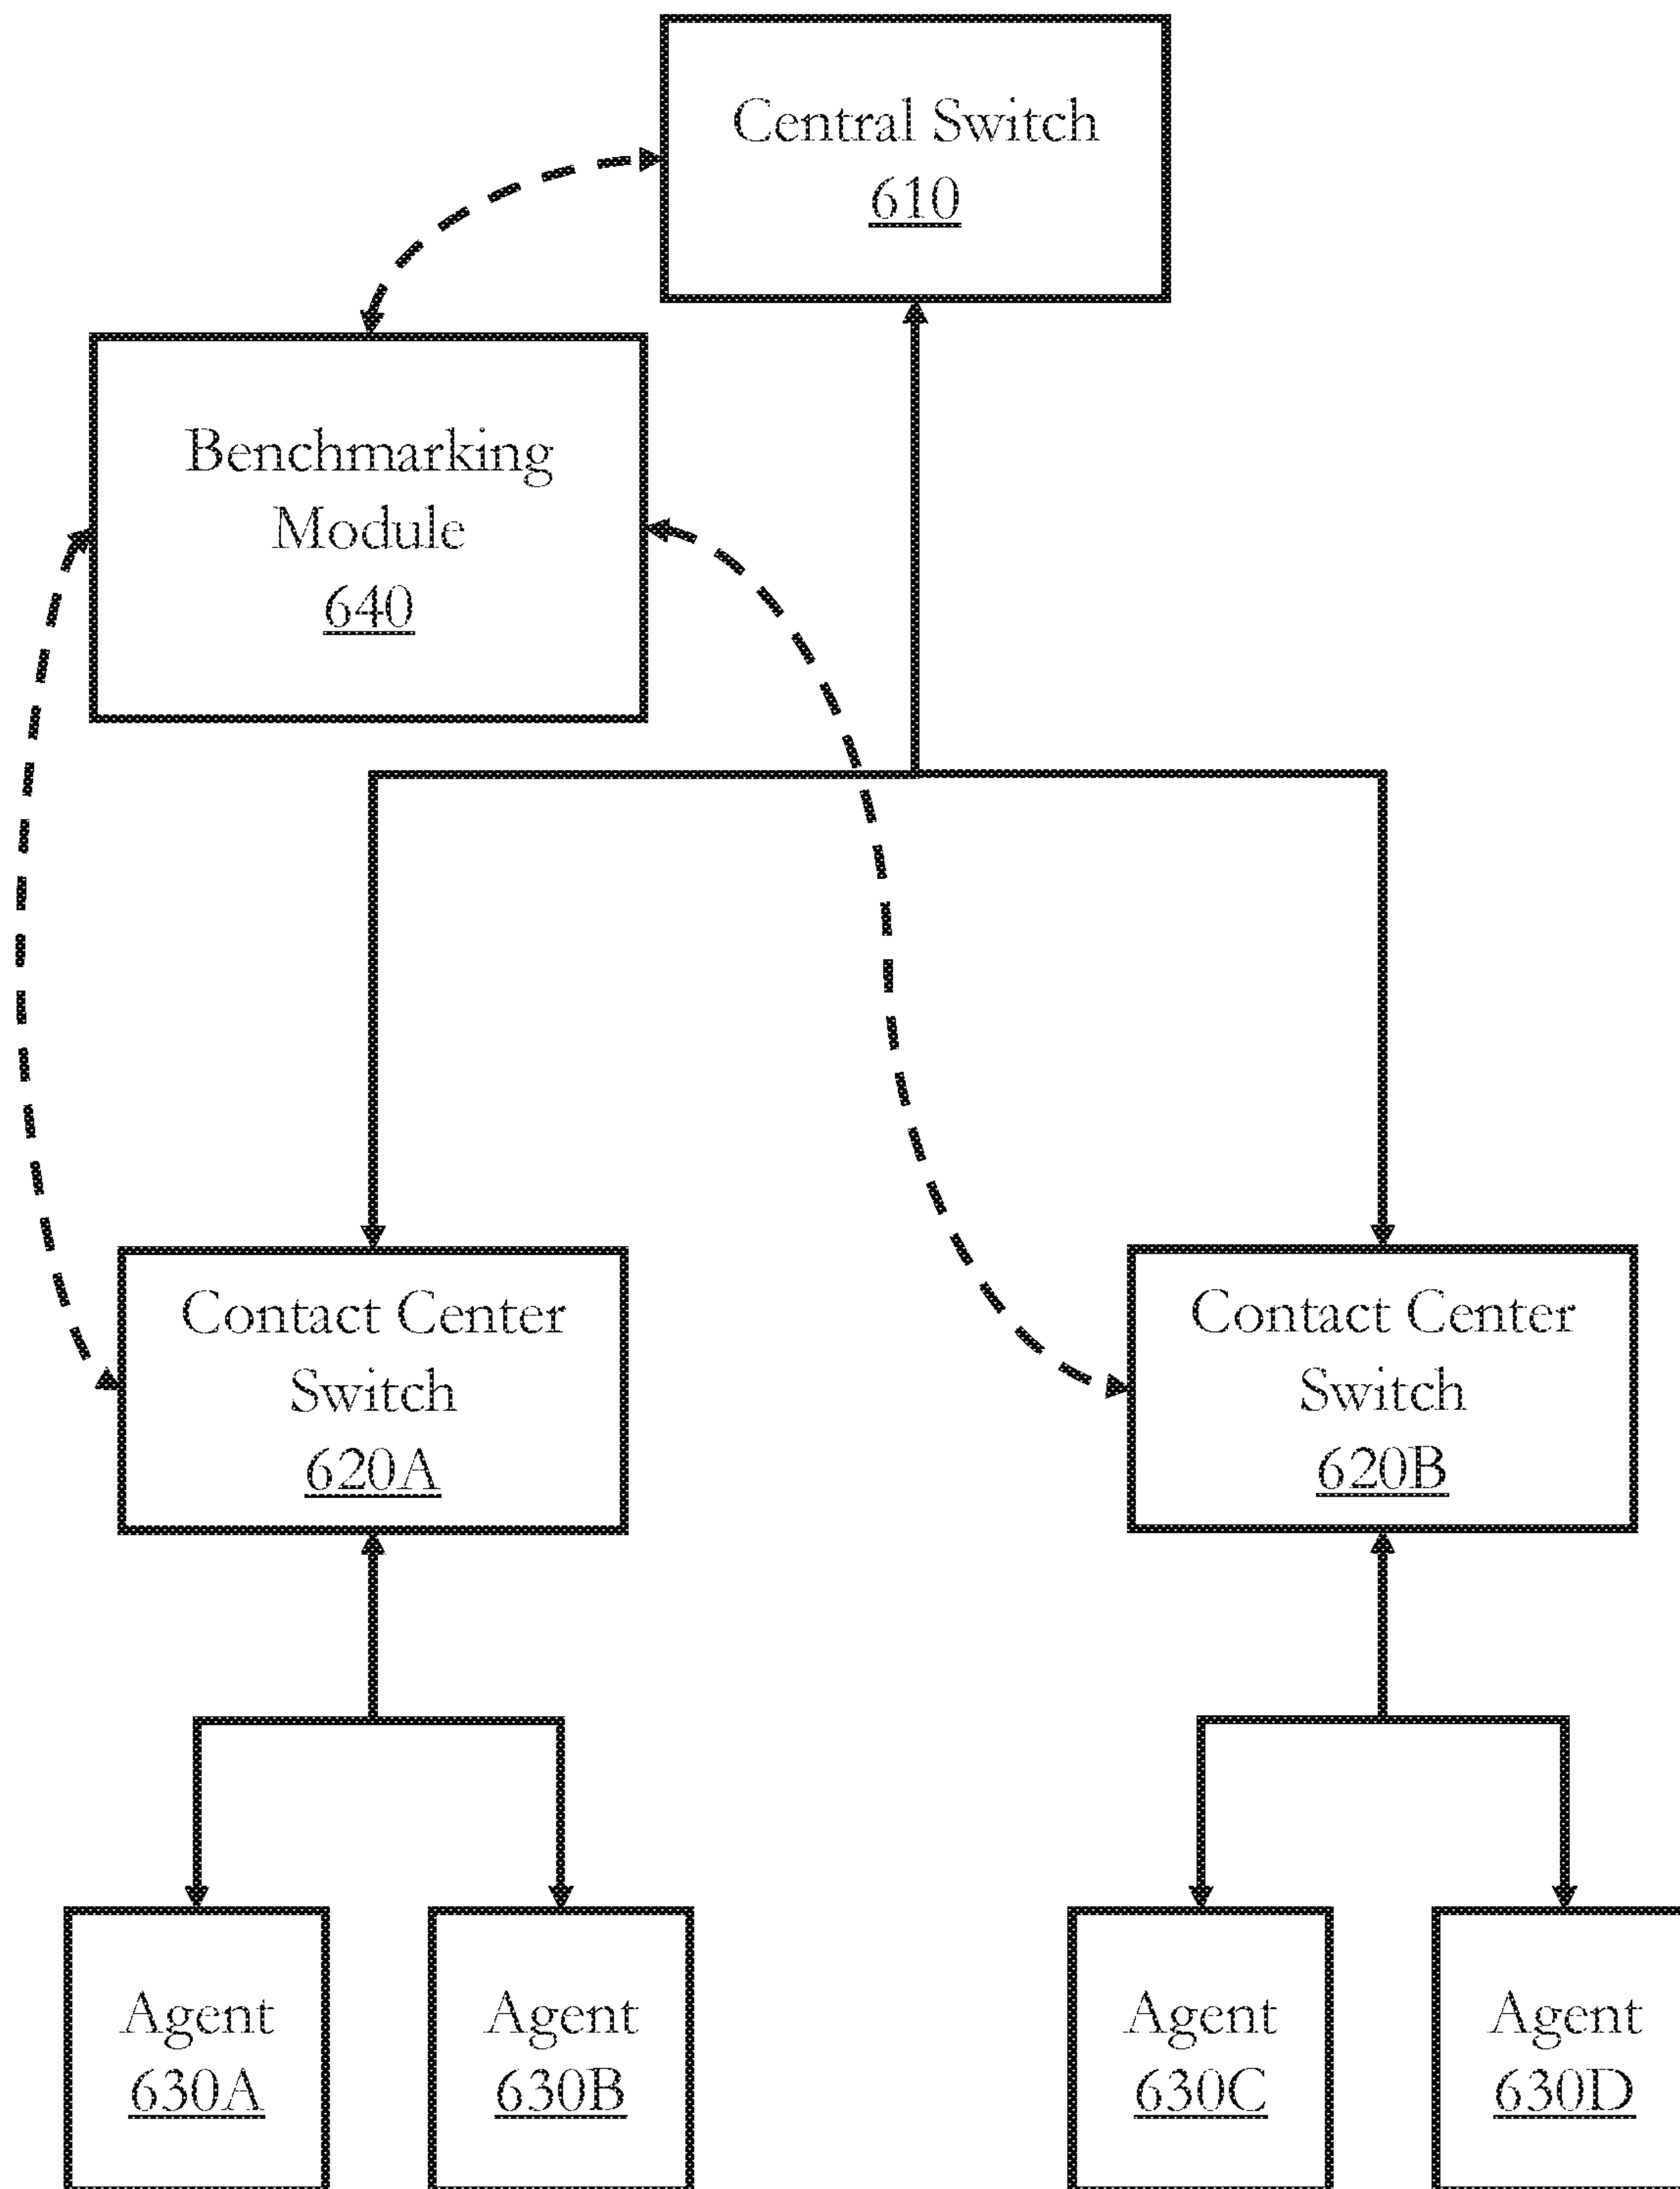 Central Switch
610
Benchmarking
Module
640
Contact Center
Switch
620A
Contact Center
Switch
620B
Agent
630A
Agent
630B
Agent
630C
Agent
630D